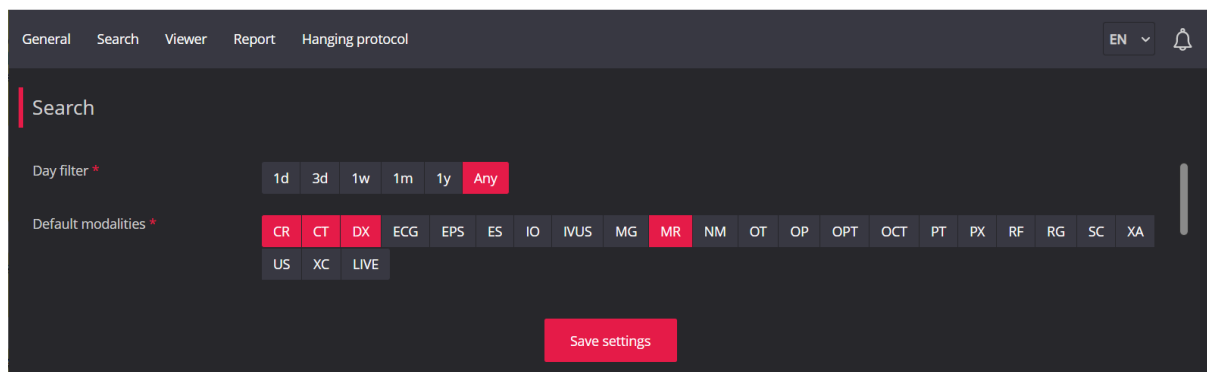 General Search Viewer Report Hanging protocol EN
Search
Day filter * 1d 3d 1w 1m 1y Any
Default modalities * CR CT DX ECG EPS ES IO IVUS MG MR NM OT OP OPT OCT PT PX RF RG SC XA
US XC LIVE
Save settings